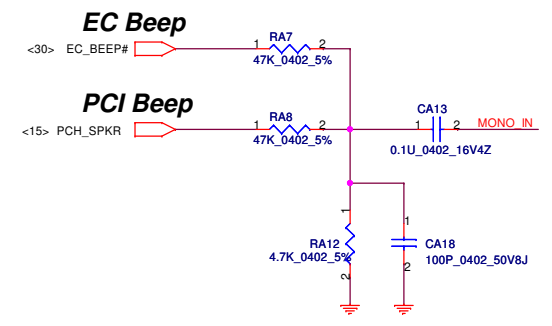 EC Beep
<30> EC_BEEP#
1 RA7 2
47K_0402_5%
PCI Beep
<15> PCH_SPKR
1 RA8 2
47K_0402_5%
CA13
1 2 MONO_IN
0.1U_0402_16V4Z
1
RA12
4.7K_0402_5%
2
1
CA18
100P_0402_50V8J
2